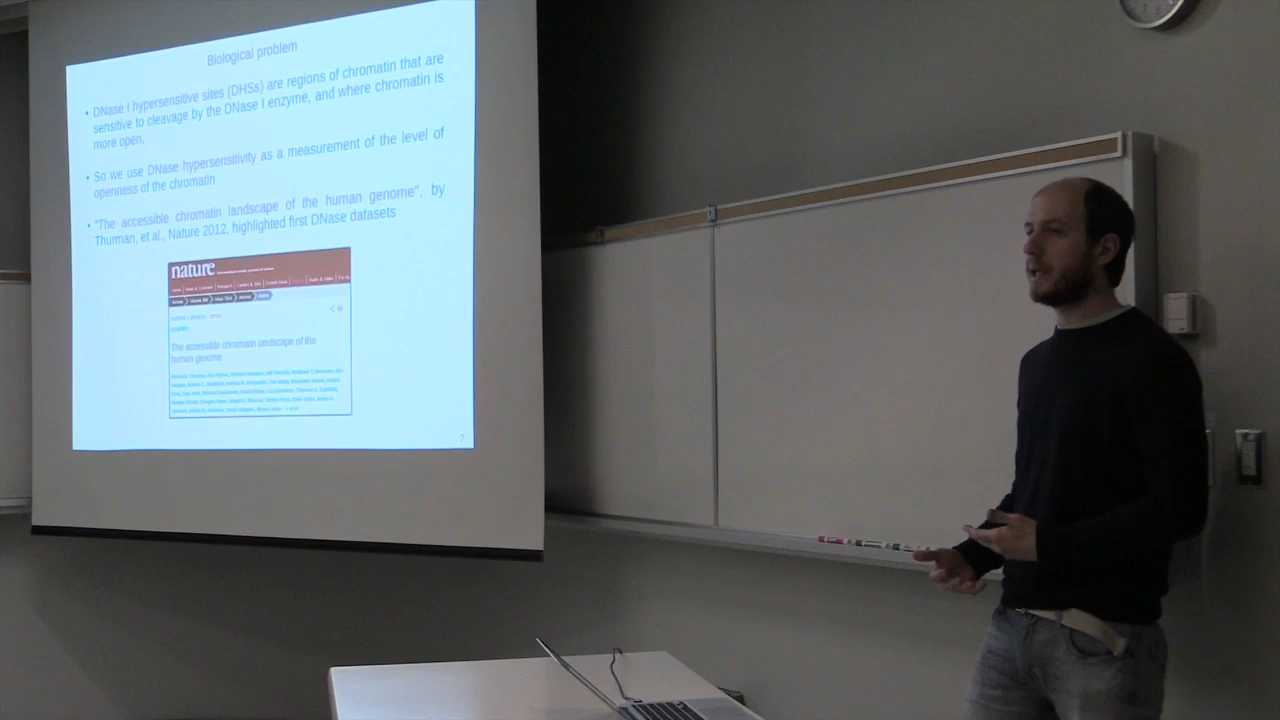 Biological problem
• DNase I hypersensitive sites (DHSs) are regions of chromatin that are
sensitive to cleavage by the DNase I enzyme, and where chromatin is
more open.
• So we use DNase hypersensitivity as a measurement of the level of
openness of the chromatin
• "The accessible chromatin landscape of the human genome", by
Thurman, et al., Nature 2012, highlighted first DNase datasets
nature
The accessible chromatin landscape of the
human genome
7